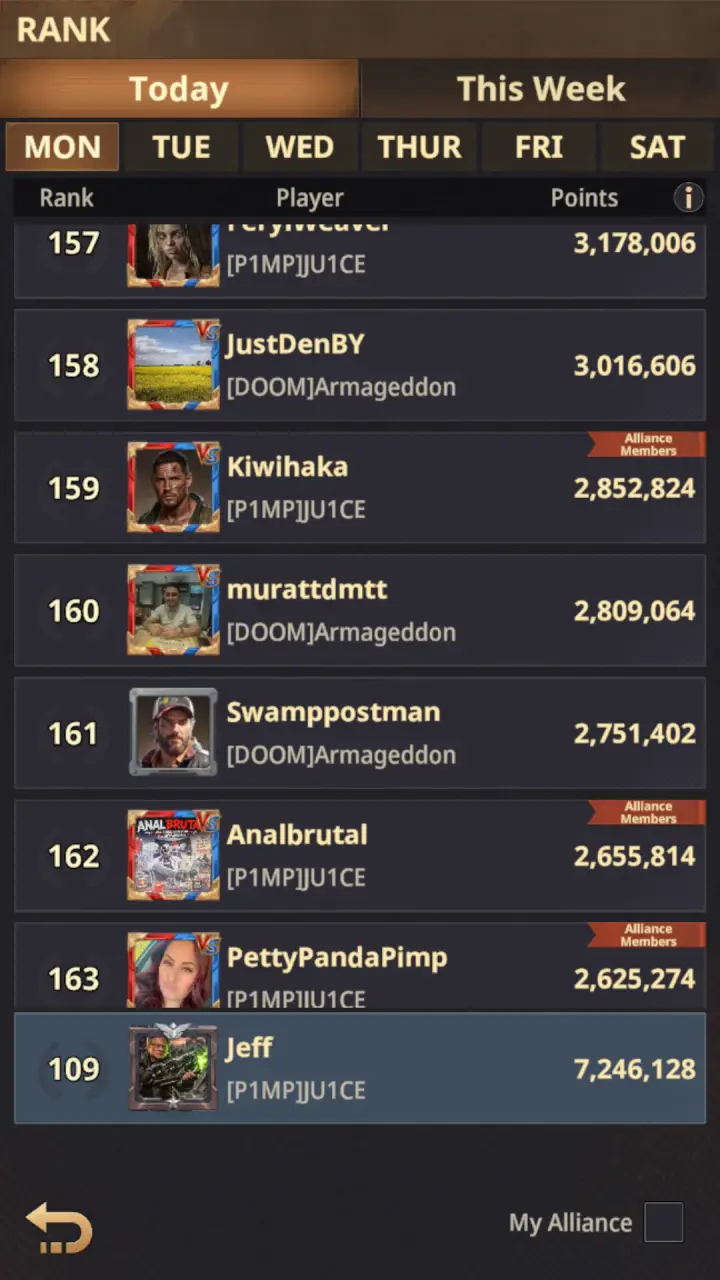 RANK
Today
This Week
MON
TUE
WED
THUR
FRI
SAT
Rank
Player
Points
157
[P1MP]JU1CE
3,178,006
158
JustDenBY
[DOOM]Armageddon
3,016,606
159
Kiwihaka
[P1MP]JU1CE
Alliance
Members
2,852,824
160
murattdmtt
[DOOM]Armageddon
2,809,064
161
Swamppostman
[DOOM]Armageddon
2,751,402
162
Analbrutal
[P1MP]JU1CE
Alliance
Members
2,655,814
163
PettyPandaPimp
[P1MP]JU1CE
Alliance
Members
2,625,274
109
Jeff
[P1MP]JU1CE
7,246,128
My Alliance